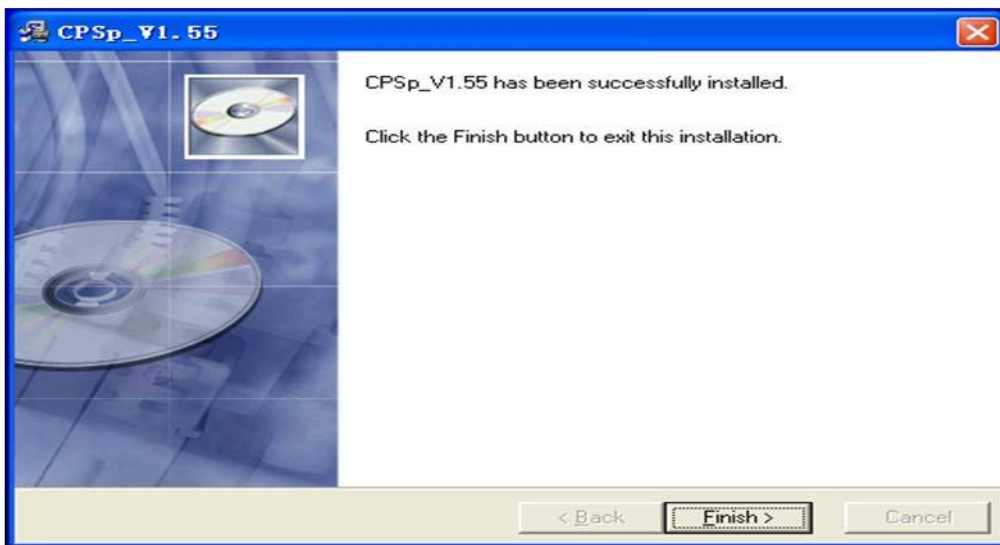 CPSp_V1.55
CPSp_V1.55 has been successfully installed.
Click the Finish button to exit this installation.
< Back
Finish >
Cancel